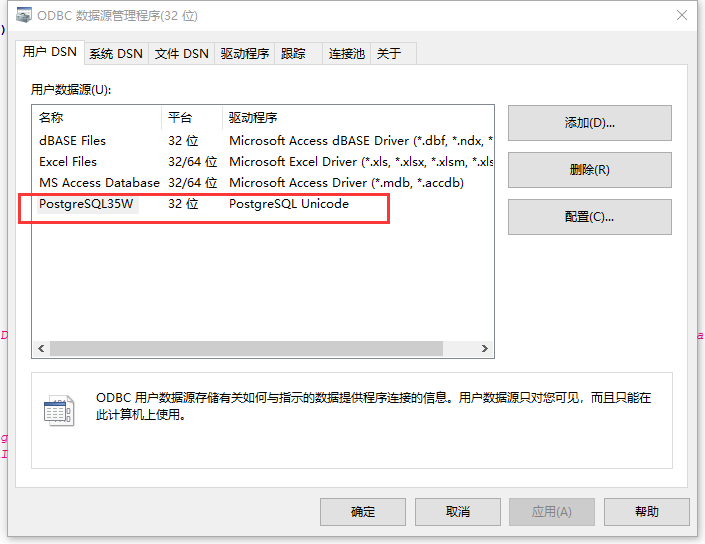 ODBC 数据源管理程序(32 位)
)
用户 DSN 系统 DSN 文件 DSN 驱动程序 跟踪 连接池 关于
用户数据源(U):
名称 平台 驱动程序
dBASE Files 32 位 Microsoft Access dBASE Driver (*.dbf, *.ndx, *
Excel Files 32/64 位 Microsoft Excel Driver (*.xls, *.xlsx, *.xlsm, *.xls
MS Access Database 32/64 位 Microsoft Access Driver (*.mdb, *.accdb)
PostgreSQL35W 32 位 PostgreSQL Unicode
添加(D)...
删除(R)
配置(C)...
D
a
ODBC 用户数据源存储有关如何与指示的数据提供程序连接的信息。用户数据源只对您可见，而且只能在
此计算机上使用。
g
I
确定 取消 应用(A) 帮助